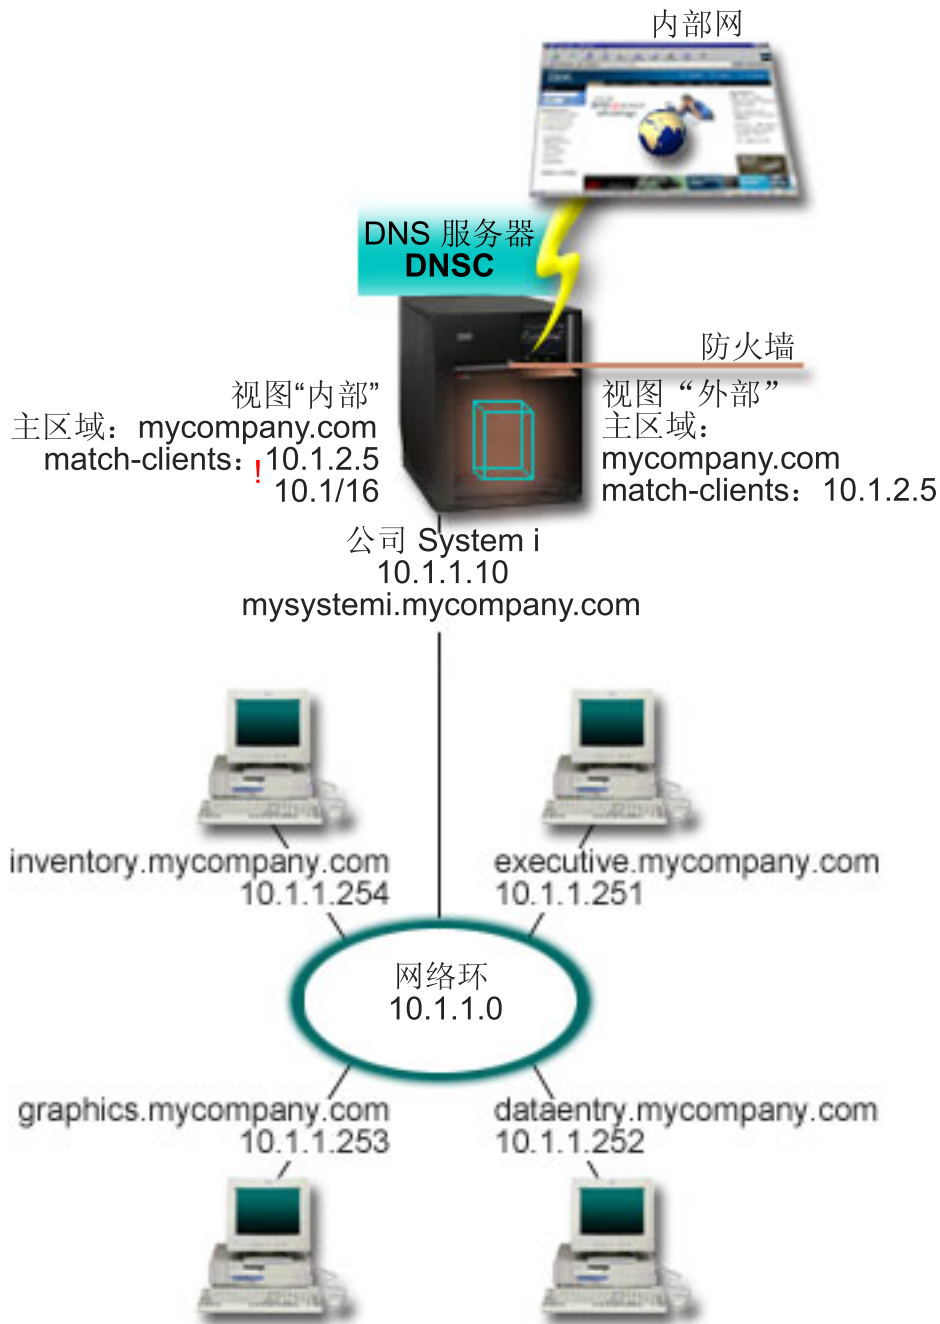 内部网
DNS 服务器
DNSC
防火墙
视图“内部”
主区域：mycompany.com
match-clients：!10.1.2.5
10.1/16
视图“外部”
主区域：
mycompany.com
match-clients：10.1.2.5
公司 System i
10.1.1.10
mysystemi.mycompany.com
inventory.mycompany.com
10.1.1.254
executive.mycompany.com
10.1.1.251
网络环
10.1.1.0
graphics.mycompany.com
10.1.1.253
dataentry.mycompany.com
10.1.1.252